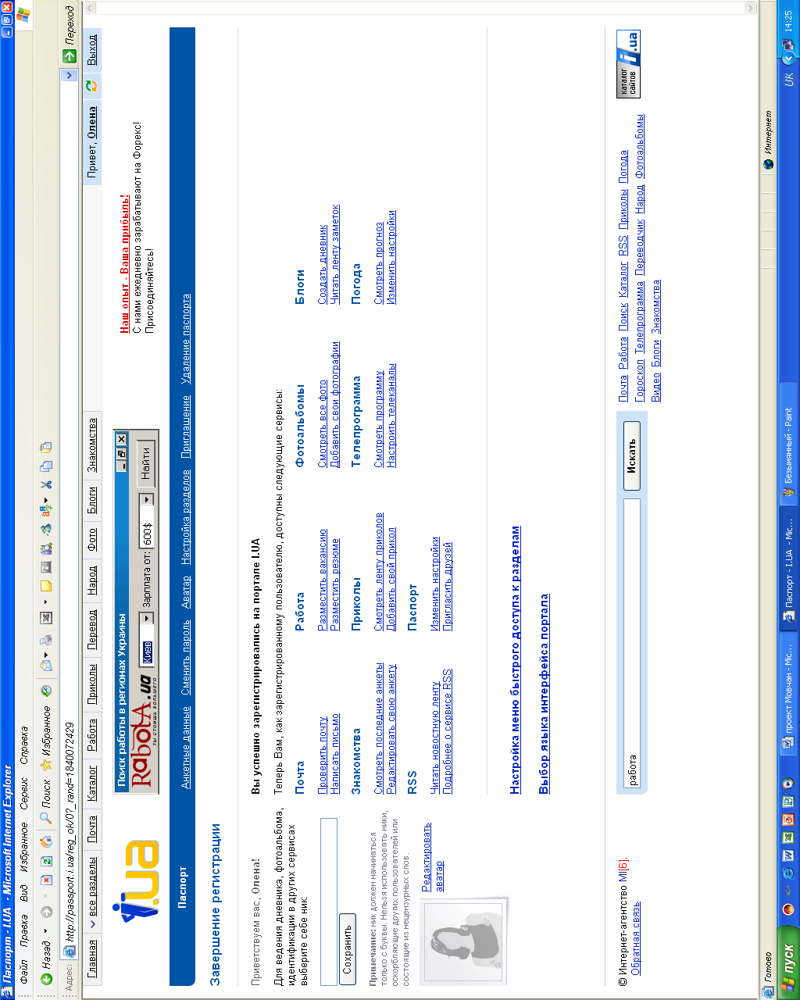 Паспорт - I.UA - Microsoft Internet Explorer
Файл Правка Вид Избранное Сервис Справка
Назад Поиск Избранное
Адрес: http://passport.i.ua/reg_ok/0?_rand=1840072429 Переход
Главная все разделы Почта Каталог Работа Приколы Перевод Народ Фото Блоги Знакомства Привет, Олена Выход
i.ua
Поиск работы в регионах Украины
RabotA.ua
ты стоишь большего
Киев Зарплата от: 600$ Найти
Наш опыт - Ваша прибыль!
С нами ежедневно зарабатывают на Форекс!
Присоединяйтесь!
Паспорт Анкетные данные Сменить пароль Аватар Настройка разделов Приглашение Удаление паспорта
Завершение регистрации
Приветствуем вас, Олена!
Для ведения дневника, фотоальбома,
идентификации в других сервисах
выберите себе ник:
Сохранить
Примечание: ник должен начинаться
только с буквы. Нельзя использовать ники,
оскорбляющие других пользователей или
состоящие из нецензурных слов.
Редактировать
аватар
Вы успешно зарегистрировались на портале I.UA
Теперь Вам, как зарегистрированному пользователю, доступны следующие сервисы:
Почта
Проверить почту
Написать письмо
Работа
Разместить вакансию
Разместить резюме
Фотоальбомы
Смотреть все фото
Добавить свои фотографии
Блоги
Создать дневник
Читать ленту заметок
Знакомства
Смотреть последние анкеты
Редактировать свою анкету
Приколы
Смотреть ленту приколов
Добавить свой прикол
Телепрограмма
Смотреть программу
Настроить телеканалы
Погода
Смотреть прогноз
Изменить настройки
RSS
Читать новостную ленту
Подробнее о сервисе RSS
Паспорт
Изменить настройки
Пригласить друзей
Настройка меню быстрого доступа к разделам
Выбор языка интерфейса портала
© Интернет-агентство MI[6].
Обратная связь
работа Искать
Почта Работа Поиск Каталог RSS Приколы Погода
Гороскоп Телепрограмма Переводчик Народ Фотоальбомы
Видео Блоги Знакомства
каталог
сайтов
i.ua
Готово Интернет
пуск проект Мовчан - Mic... Паспорт - I.UA - Mic... Безымянный - Paint UK 14:25